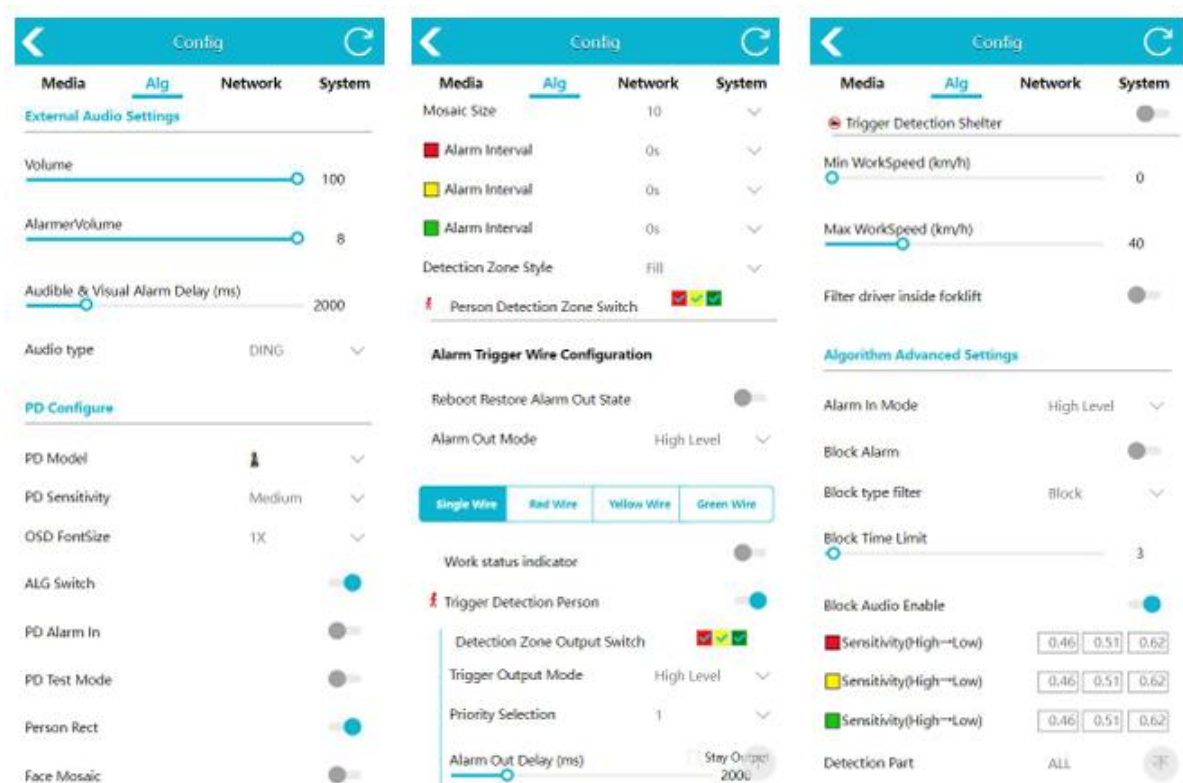 Config
Media Alg Network System
External Audio Settings
Volume
100
AlarmerVolume
8
Audible & Visual Alarm Delay (ms)
2000
Audio type DING
PD Configure
PD Model
PD Sensitivity Medium
OSD FontSize 1X
ALG Switch
PD Alarm In
PD Test Mode
Person Rect
Face Mosaic
Config
Media Alg Network System
Mosaic Size 10
Alarm Interval 0s
Alarm Interval 0s
Alarm Interval 0s
Detection Zone Style Fill
Person Detection Zone Switch
Alarm Trigger Wire Configuration
Reboot Restore Alarm Out State
Alarm Out Mode High Level
Single Wire Red Wire Yellow Wire Green Wire
Work status indicator
Trigger Detection Person
Detection Zone Output Switch
Trigger Output Mode High Level
Priority Selection 1
Alarm Out Delay (ms) Stay Output
2000
Config
Media Alg Network System
Trigger Detection Shelter
Min WorkSpeed (km/h)
0
Max WorkSpeed (km/h)
40
Filter driver inside forklift
Algorithm Advanced Settings
Alarm In Mode High Level
Block Alarm
Block type filter Block
Block Time Limit
3
Block Audio Enable
Sensitivity(High→Low) 0.46 0.51 0.62
Sensitivity(High→Low) 0.46 0.51 0.62
Sensitivity(High→Low) 0.46 0.51 0.62
Detection Part ALL